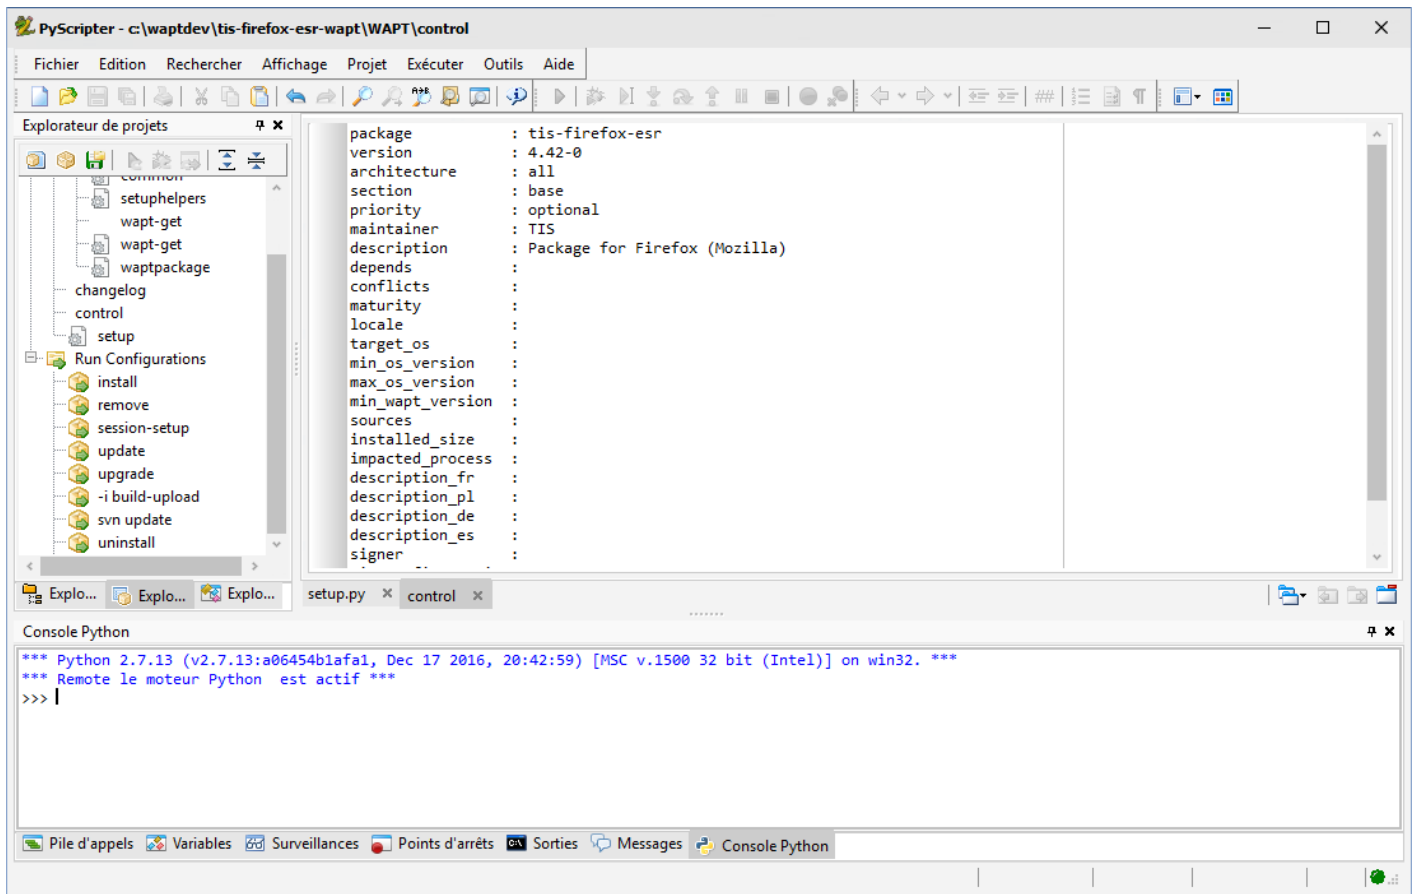 PyScripter - c:\waptdev\tis-firefox-esr-wapt\WAPT\control
Fichier Edition Rechercher Affichage Projet Exécuter Outils Aide
Explorateur de projets
common
setuphelpers
wapt-get
wapt-get
waptpackage
changelog
control
setup
Run Configurations
install
remove
session-setup
update
upgrade
-i build-upload
svn update
uninstall
Explo... Explo... Explo...
package : tis-firefox-esr
version : 4.42-0
architecture : all
section : base
priority : optional
maintainer : TIS
description : Package for Firefox (Mozilla)
depends :
conflicts :
maturity :
locale :
target_os :
min_os_version :
max_os_version :
min_wapt_version :
sources :
installed_size :
impacted_process :
description_fr :
description_pl :
description_de :
description_es :
signer :
setup.py control
Console Python
*** Python 2.7.13 (v2.7.13:a06454b1afa1, Dec 17 2016, 20:42:59) [MSC v.1500 32 bit (Intel)] on win32. ***
*** Remote le moteur Python  est actif ***
>>>
Pile d'appels Variables Surveillances Points d'arrêts Sorties Messages Console Python